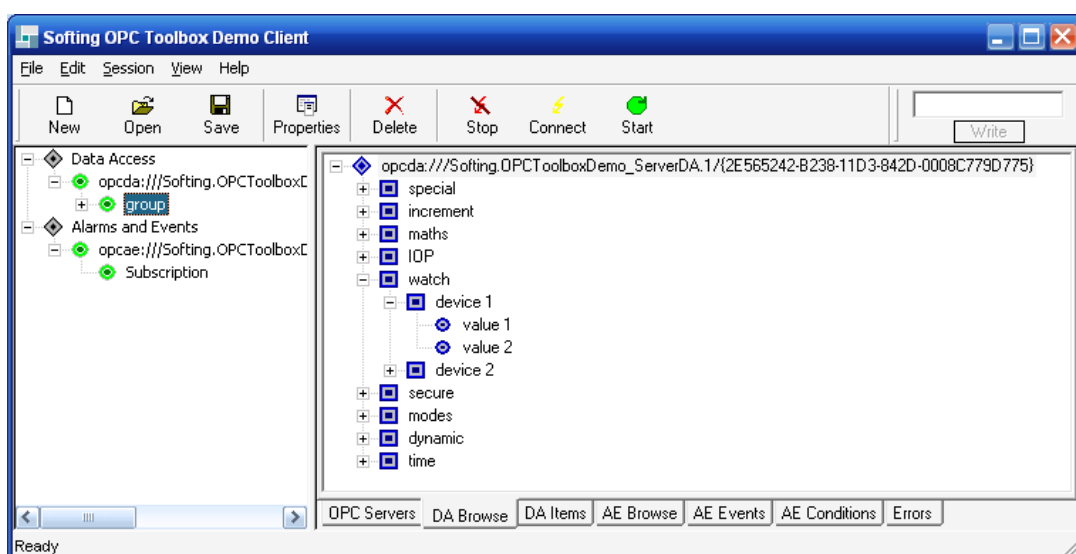 Softing OPC Toolbox Demo Client
File Edit Session View Help
New Open Save Properties Delete Stop Connect Start Write
Data Access
opcda:///Softing.OPCToolboxD
group
Alarms and Events
opcae:///Softing.OPCToolboxD
Subscription
opcda:///Softing.OPCToolboxDemo_ServerDA.1/{2E565242-B238-11D3-842D-0008C779D775}
special
increment
maths
IOP
watch
device 1
value 1
value 2
device 2
secure
modes
dynamic
time
OPC Servers DA Browse DA Items AE Browse AE Events AE Conditions Errors
Ready